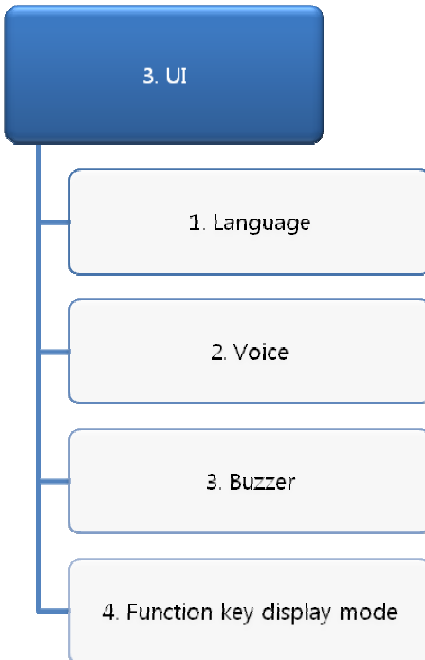 3. UI
1. Language
2. Voice
3. Buzzer
4. Function key display mode